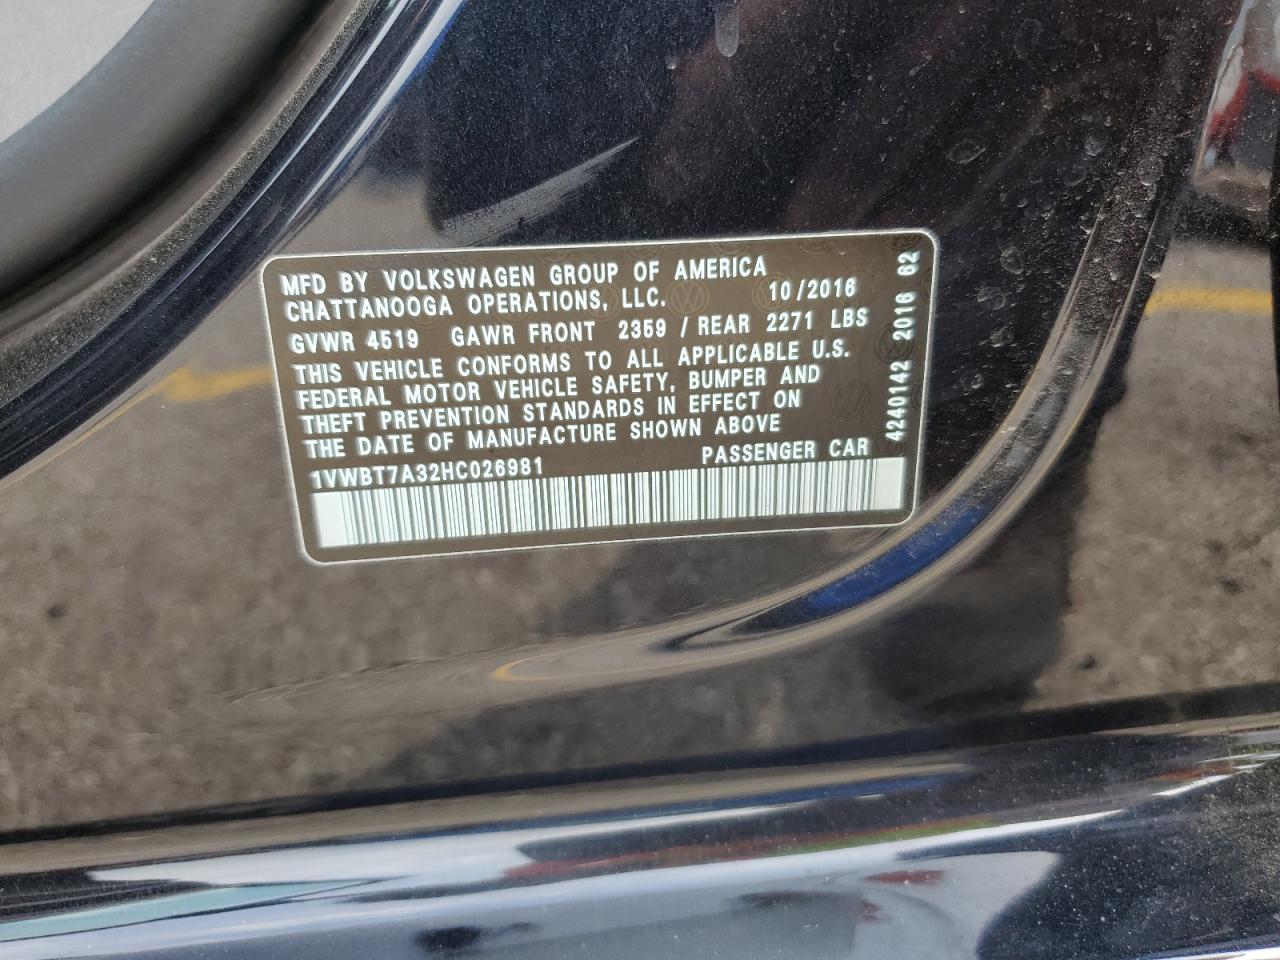 MFD BY VOLKSWAGEN GROUP OF AMERICA
CHATTANOOGA OPERATIONS, LLC. 10/2016
GVWR 4519 GAWR FRONT 2359 / REAR 2271 LBS
THIS VEHICLE CONFORMS TO ALL APPLICABLE U.S.
FEDERAL MOTOR VEHICLE SAFETY, BUMPER AND
THEFT PREVENTION STANDARDS IN EFFECT ON
THE DATE OF MANUFACTURE SHOWN ABOVE
1VWBT7A32HC026981 PASSENGER CAR
4240142 2016 62